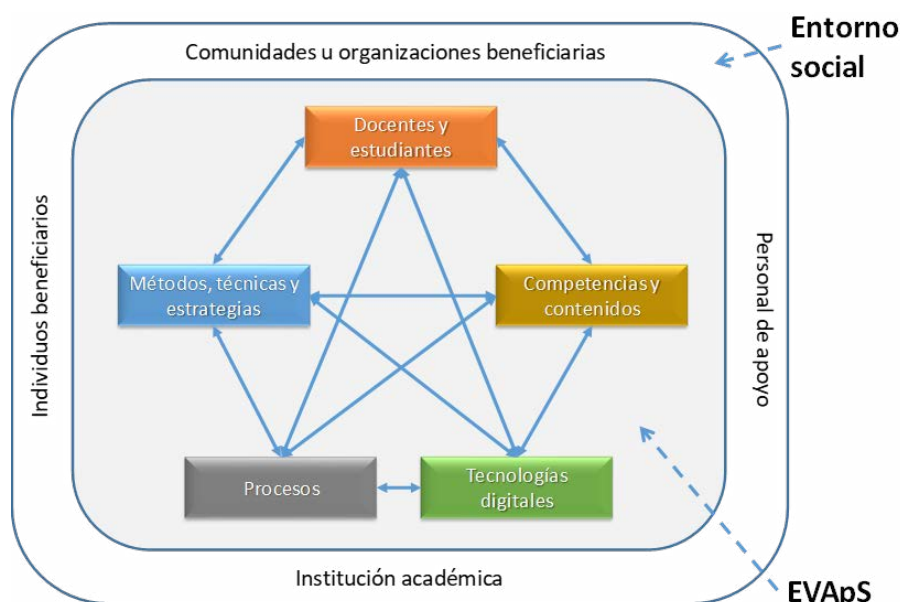 Entorno
social
Comunidades u organizaciones beneficiarias
Docentes y
estudiantes
Individuos beneficiarios
Métodos, técnicas y
estrategias
Competencias y
contenidos
Personal de apoyo
Procesos
Tecnologías
digitales
Institución académica
EVApS